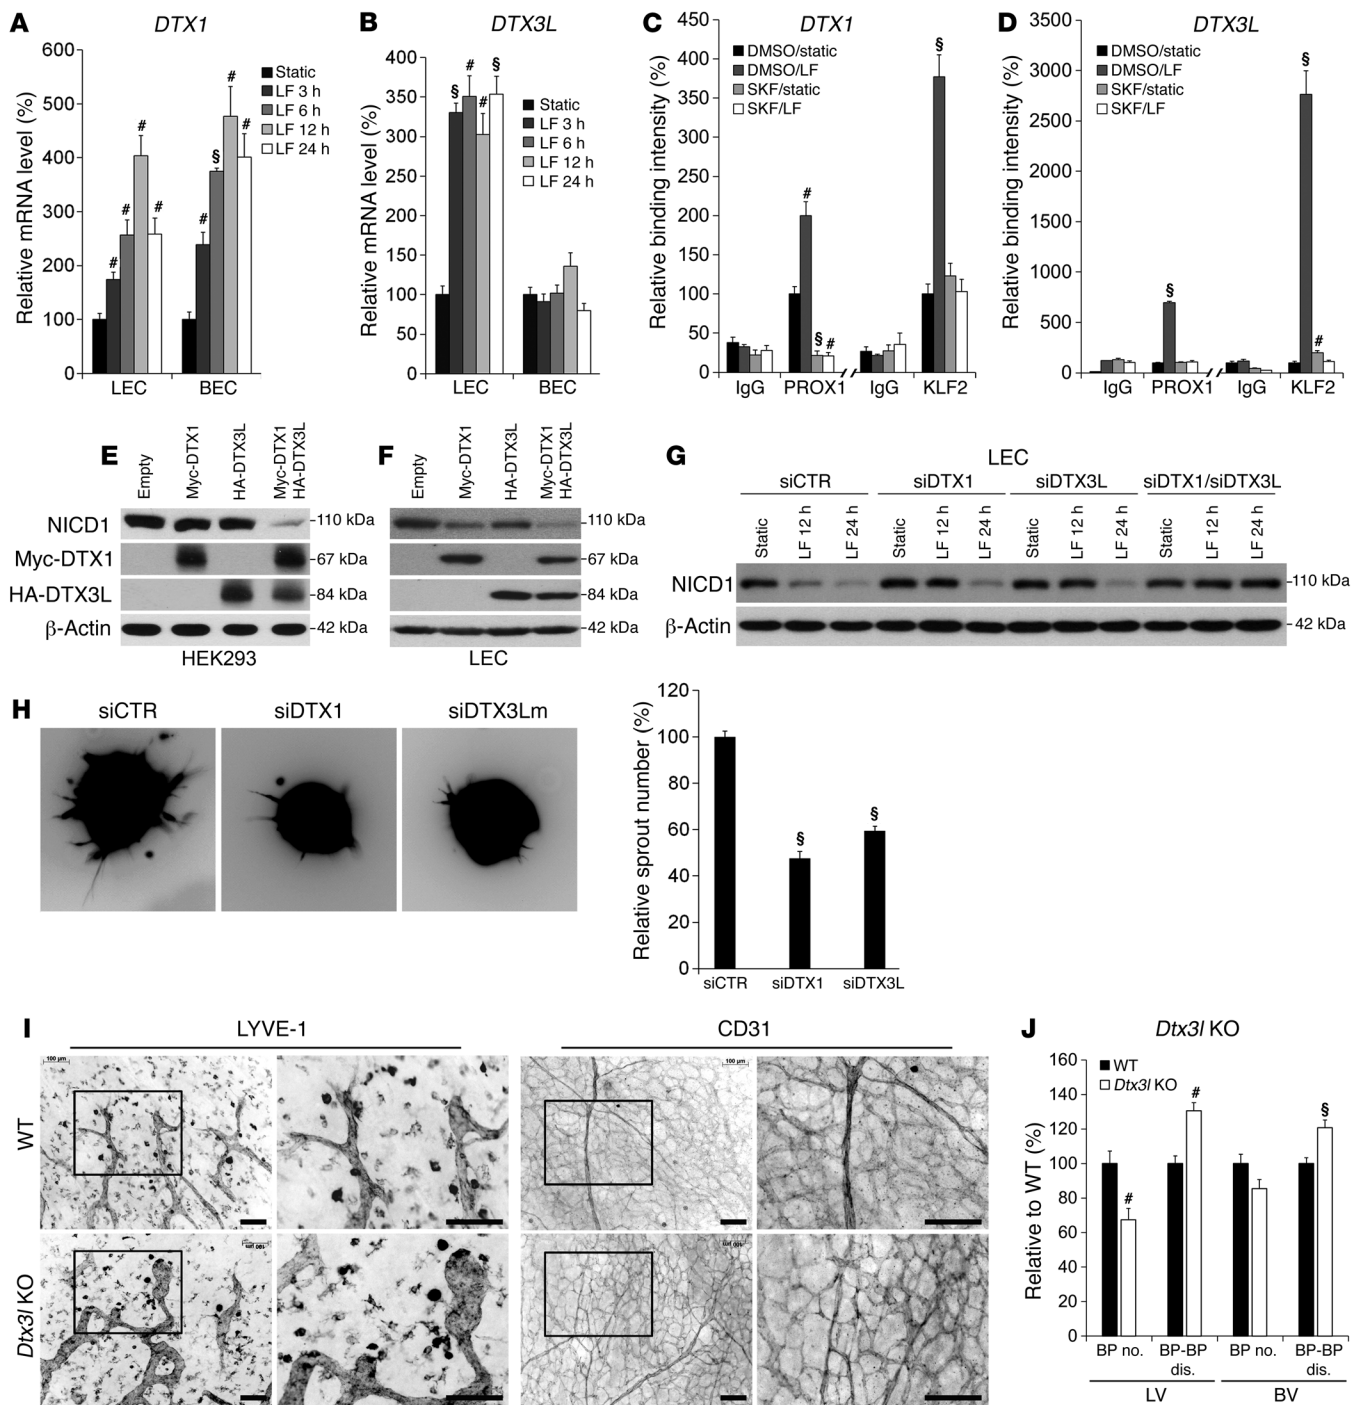 A
DTX1
Relative mRNA level (%)
600
500
400
300
200
100
0
# # # # # § # #
Static
LF 3 h
LF 6 h
LF 12 h
LF 24 h
LEC BEC
B
DTX3L
Relative mRNA level (%)
400
350
300
250
200
150
100
50
0
§ # # §
Static
LF 3 h
LF 6 h
LF 12 h
LF 24 h
LEC BEC
C
DTX1
Relative binding intensity (%)
450
400
350
300
250
200
150
100
50
0
DMSO/static
DMSO/LF
SKF/static
SKF/LF
# § # §
IgG PROX1 IgG KLF2
D
DTX3L
Relative binding intensity (%)
3500
3000
2500
2000
1500
1000
500
0
DMSO/static
DMSO/LF
SKF/static
SKF/LF
§ § #
IgG PROX1 IgG KLF2
E
Empty
Myc-DTX1
HA-DTX3L
Myc-DTX1
HA-DTX3L
NICD1 110 kDa
Myc-DTX1 67 kDa
HA-DTX3L 84 kDa
β-Actin 42 kDa
HEK293
F
Empty
Myc-DTX1
HA-DTX3L
Myc-DTX1
HA-DTX3L
110 kDa
67 kDa
84 kDa
42 kDa
LEC
G
LEC
siCTR siDTX1 siDTX3L siDTX1/siDTX3L
Static LF 12 h LF 24 h Static LF 12 h LF 24 h Static LF 12 h LF 24 h Static LF 12 h LF 24 h
NICD1 110 kDa
β-Actin 42 kDa
H
siCTR siDTX1 siDTX3Lm
Relative sprout number (%)
120
100
80
60
40
20
0
§ §
siCTR siDTX1 siDTX3L
I
LYVE-1 CD31
WT
100 µm
100 µm
Dtx3l KO
100 µm
100 µm
J
Dtx3l KO
Relative to WT (%)
160
140
120
100
80
60
40
20
0
WT
Dtx3l KO
# # §
BP no. BP-BP dis. BP no. BP-BP dis.
LV BV